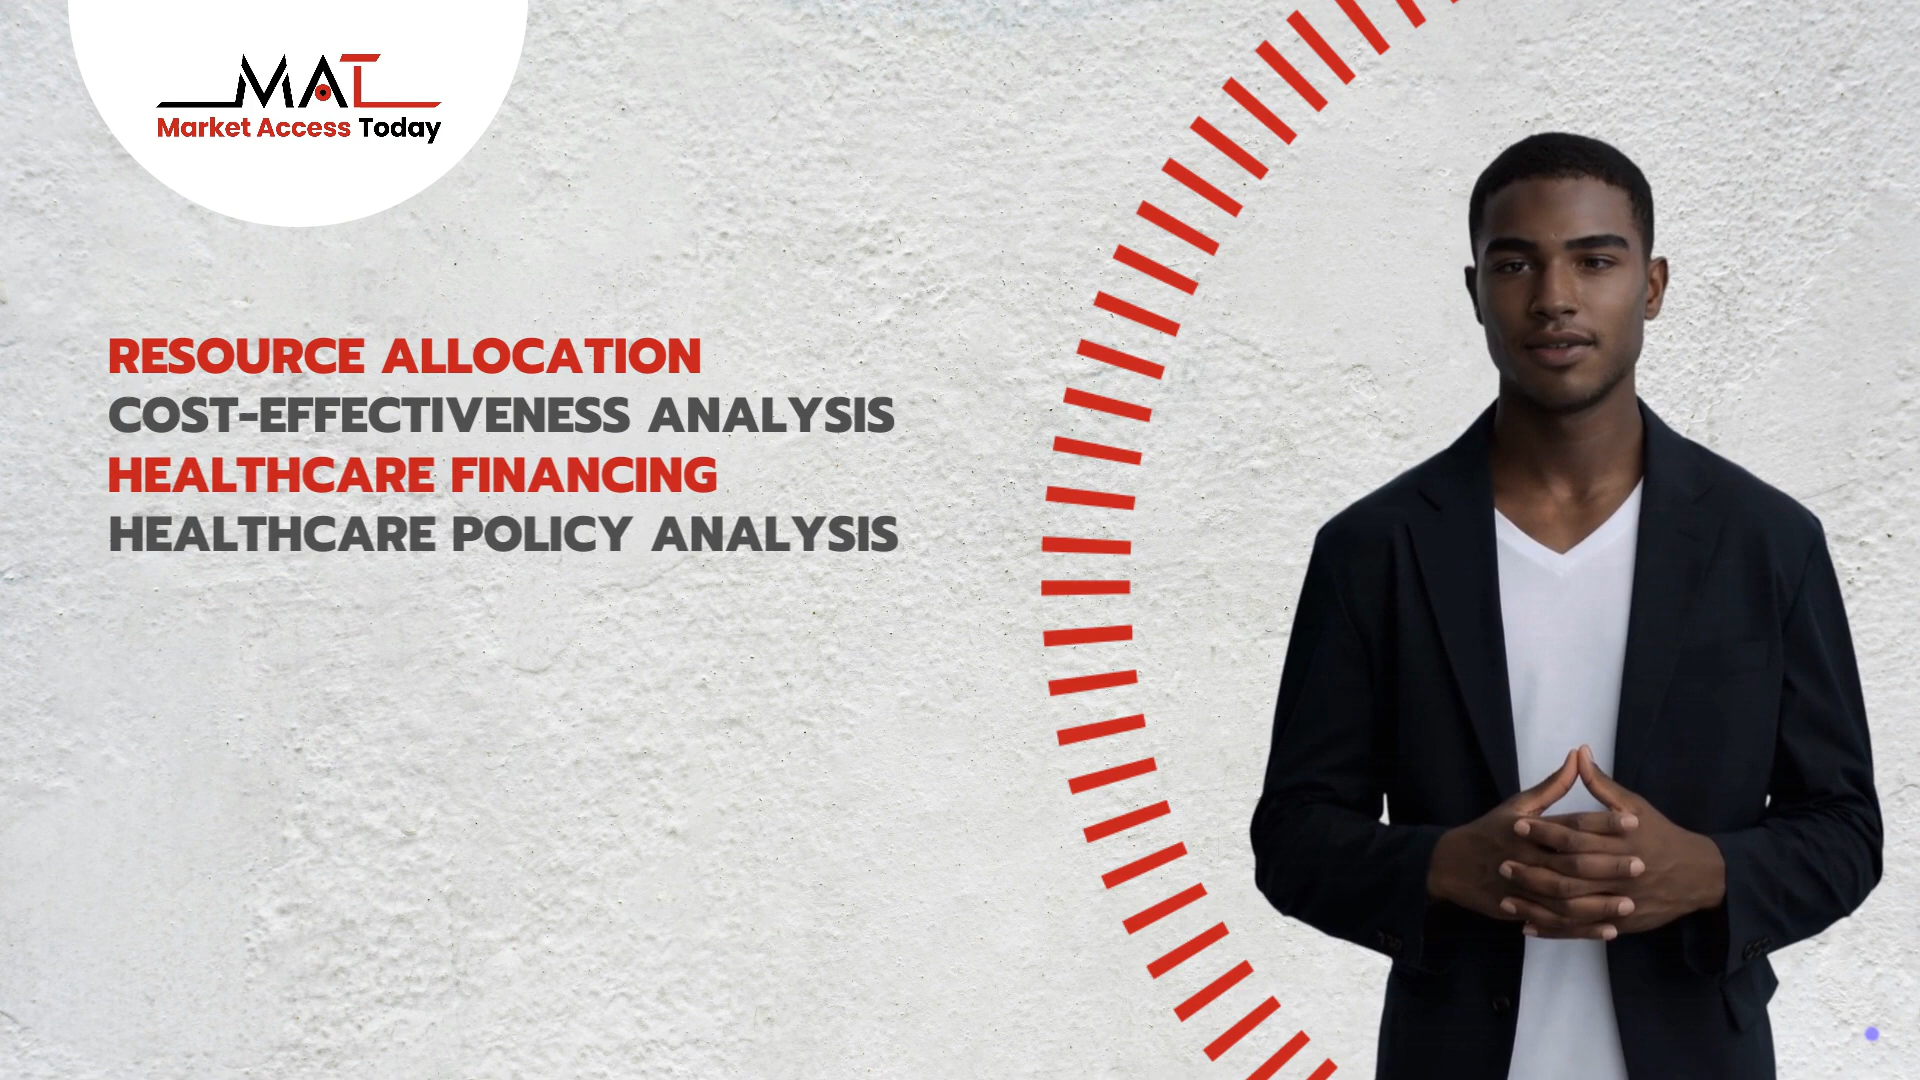 MAT
Market Access Today
RESOURCE ALLOCATION
COST-EFFECTIVENESS ANALYSIS
HEALTHCARE FINANCING
HEALTHCARE POLICY ANALYSIS